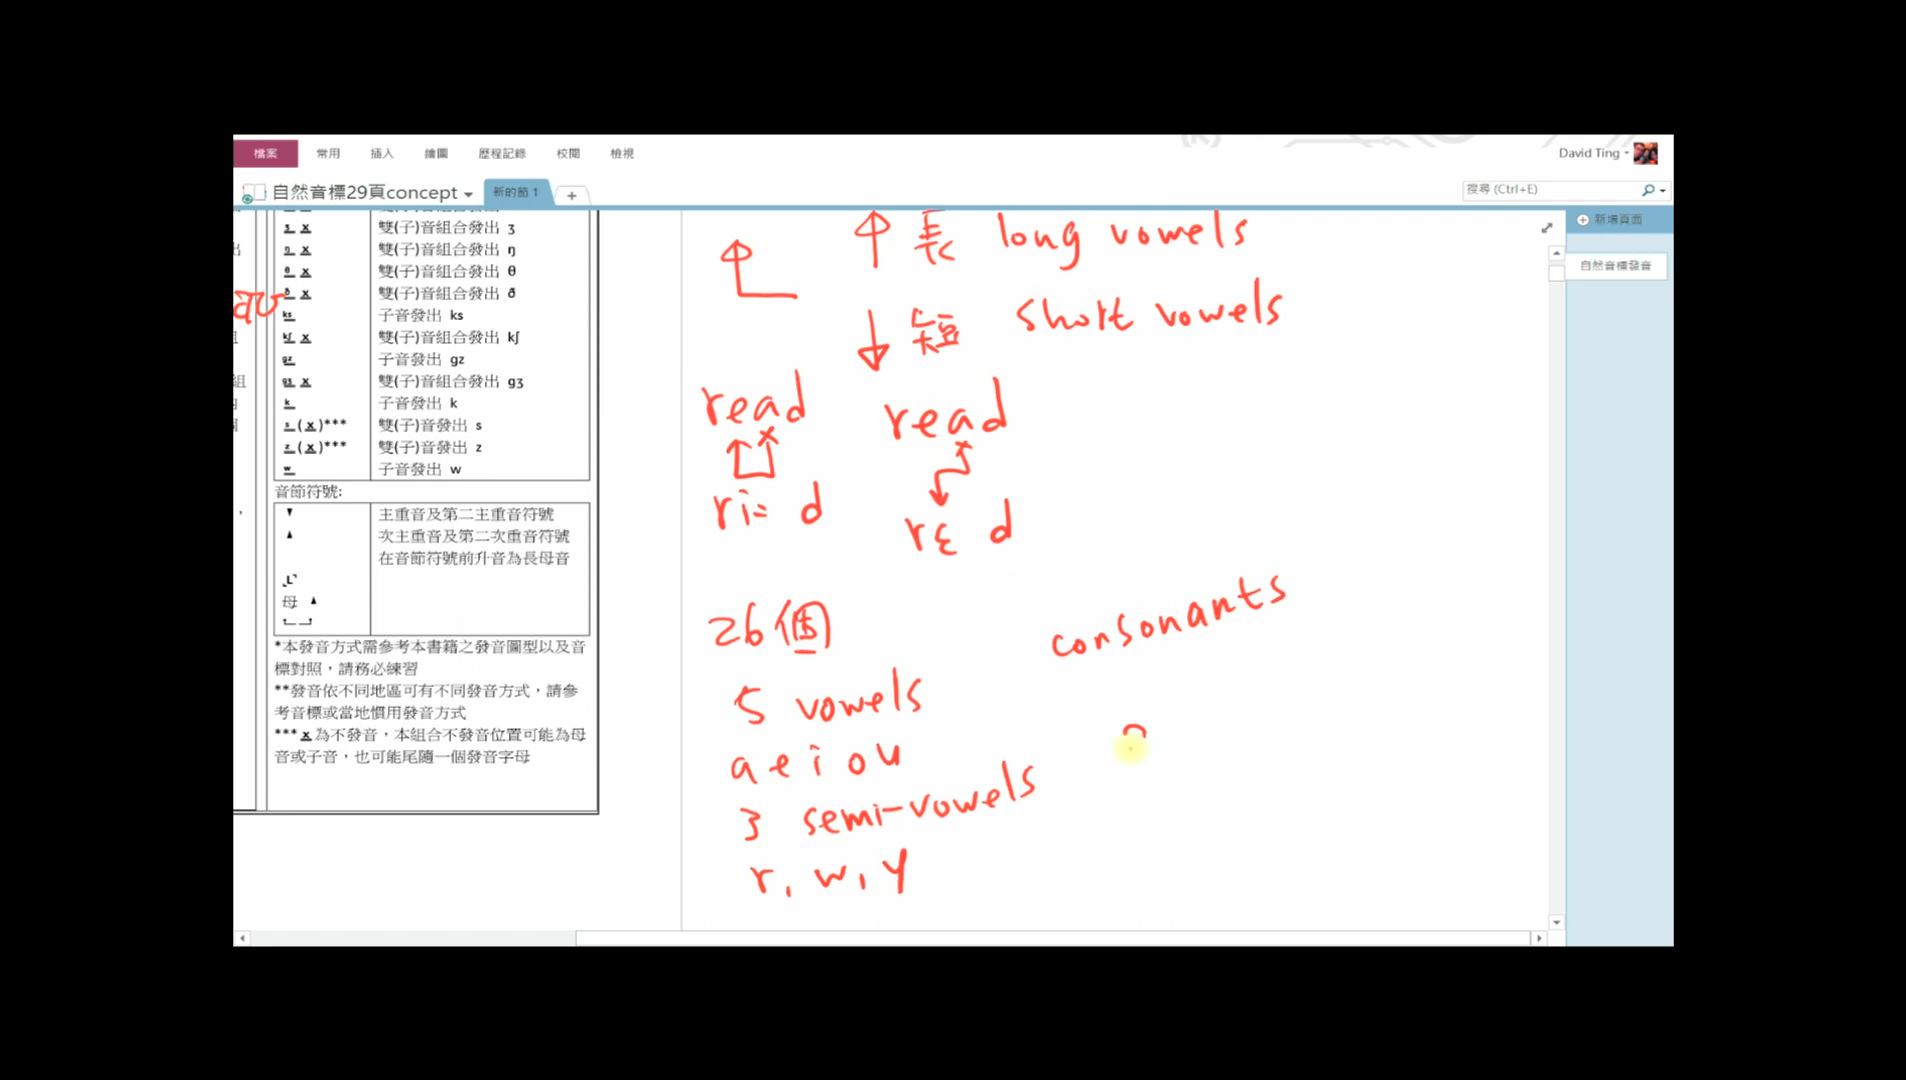 檔案 常用 插入 繪圖 歷程記錄 校閱 檢視
David Ting
自然音標29頁concept
新的節 1
搜尋 (Ctrl+E)
新增頁面
自然音標發音
ʒ x 雙(子)音組合發出 ʒ
ŋ x 雙(子)音組合發出 ŋ
θ x 雙(子)音組合發出 θ
ð x 雙(子)音組合發出 ð
ks 子音發出 ks
kʃ x 雙(子)音組合發出 kʃ
gz 子音發出 gz
gʒ x 雙(子)音組合發出 gʒ
k 子音發出 k
s ( x )*** 雙(子)音發出 s
z ( x )*** 雙(子)音發出 z
w 子音發出 w
音節符號:
▼ 主重音及第二主重音符號
▲ 次主重音及第二次重音符號
在音節符號前升音為長母音
母 ▲
*本發音方式需參考本書籍之發音圖型以及音
標對照，請務必練習
**發音依不同地區可有不同發音方式，請參
考音標或當地慣用發音方式
*** x 為不發音，本組合不發音位置可能為母
音或子音，也可能尾隨一個發音字母
↑ 長 long vowels
↓ 短 short vowels
read read
ri: d rɛ d
26個
consonants
5 vowels
a e i o u
3 semi-vowels
r, w, y